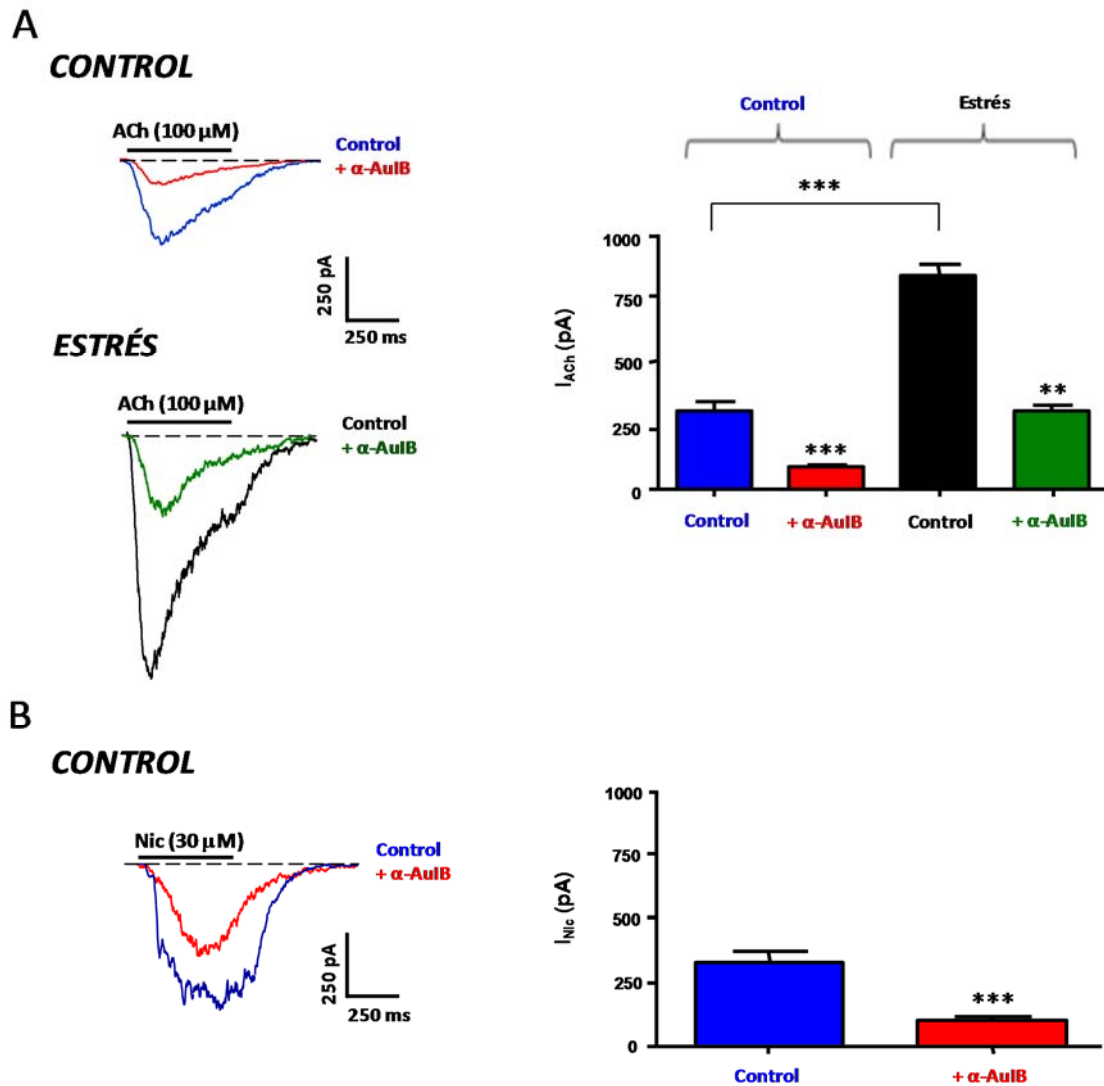 A
CONTROL
ACh (100 µM)
Control
+ α-AuIB
250 pA
250 ms
ESTRÉS
ACh (100 µM)
Control
+ α-AuIB
Control
Estrés
***
1000
750
500
250
0
I_ACh (pA)
***
**
Control
+ α-AuIB
Control
+ α-AuIB
B
CONTROL
Nic (30 µM)
Control
+ α-AuIB
250 pA
250 ms
1000
750
500
250
0
I_Nic (pA)
***
Control
+ α-AuIB